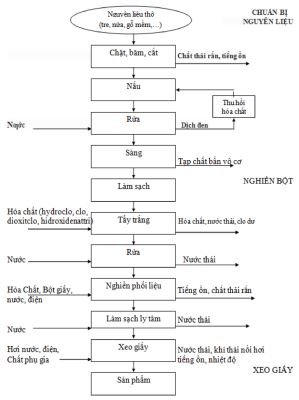 Nguyên liệu thô
(tre, nứa, gỗ mềm,…)
CHUẨN BỊ
NGUYÊN LIỆU
Chặt, băm, cắt
Chất thải rắn, tiếng ồn
Nấu
Thu hồi
hóa chất
Nước
Rửa
Dịch đen
Sàng
Tạp chất bẩn vô cơ
NGHIỀN BỘT
Làm sạch
Hóa chất (hydroclo, clo,
dioxitclo, hidroxidenattri)
Tẩy trắng
Hóa chất, nước thải, clo dư
Nước
Rửa
Nước thải
Hóa Chất, Bột giấy,
nước, điện
Nghiền phối liệu
Tiếng ồn, chất thải rắn
Nước
Làm sạch ly tâm
Nước thải
Hơi nước, điện,
Chất phụ gia
Xeo giấy
Nước thải, khí thải nồi hơi
tiếng ồn, nhiệt độ
XEO GIẤY
Sản phẩm